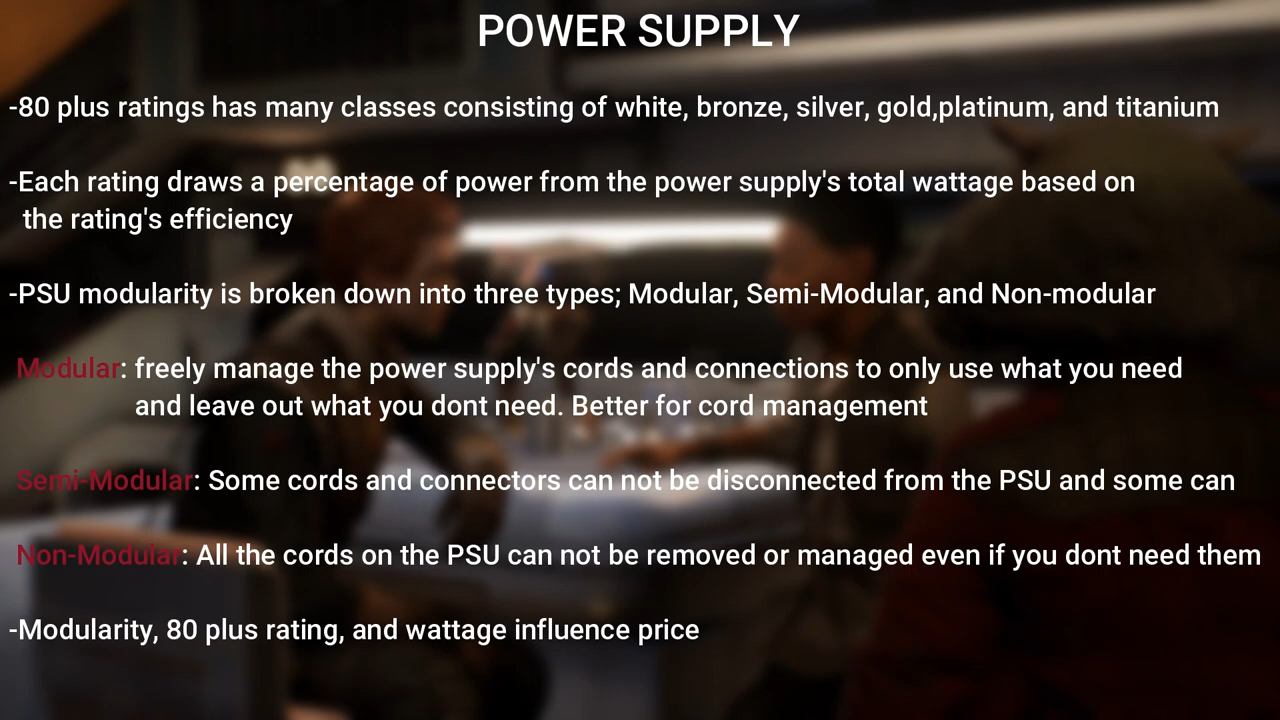 POWER SUPPLY
-80 plus ratings has many classes consisting of white, bronze, silver, gold,platinum, and titanium
-Each rating draws a percentage of power from the power supply's total wattage based on
the rating's efficiency
-PSU modularity is broken down into three types; Modular, Semi-Modular, and Non-modular
Modular: freely manage the power supply's cords and connections to only use what you need
and leave out what you dont need. Better for cord management
Semi-Modular: Some cords and connectors can not be disconnected from the PSU and some can
Non-Modular: All the cords on the PSU can not be removed or managed even if you dont need them
-Modularity, 80 plus rating, and wattage influence price